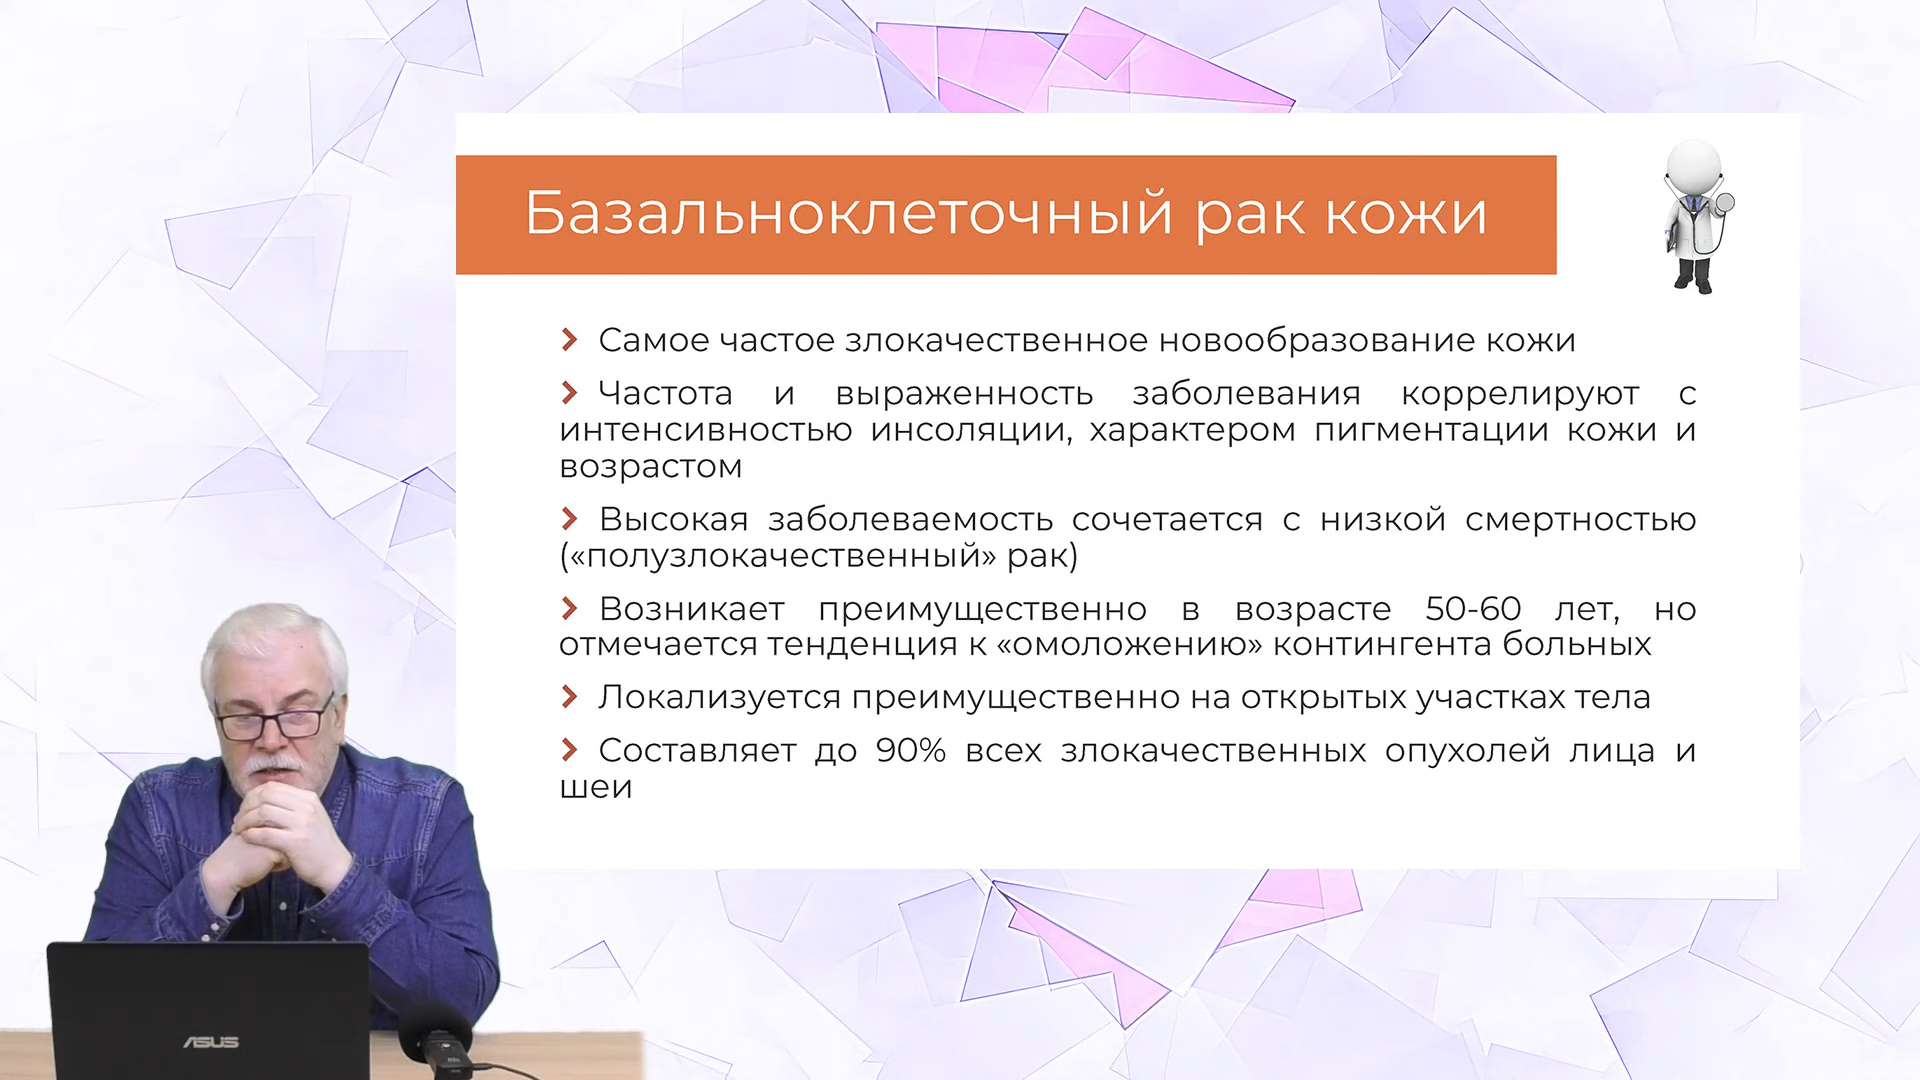 Базальноклеточный рак кожи
Самое частое злокачественное новообразование кожи
Частота и выраженность заболевания коррелируют с
интенсивностью инсоляции, характером пигментации кожи и
возрастом
Высокая заболеваемость сочетается с низкой смертностью
(«полузлокачественный» рак)
Возникает преимущественно в возрасте 50-60 лет, но
отмечается тенденция к «омоложению» контингента больных
Локализуется преимущественно на открытых участках тела
Составляет до 90% всех злокачественных опухолей лица и
шеи
ASUS